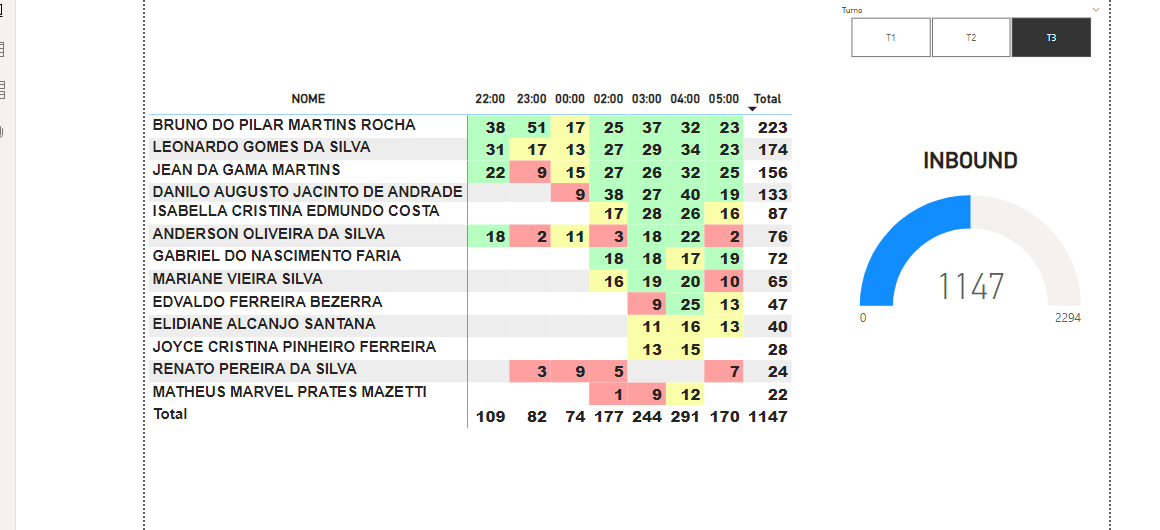 Turno
T1 T2 T3
NOME 22:00 23:00 00:00 02:00 03:00 04:00 05:00 Total
BRUNO DO PILAR MARTINS ROCHA 38 51 17 25 37 32 23 223
LEONARDO GOMES DA SILVA 31 17 13 27 29 34 23 174
JEAN DA GAMA MARTINS 22 9 15 27 26 32 25 156
DANILO AUGUSTO JACINTO DE ANDRADE 9 38 27 40 19 133
ISABELLA CRISTINA EDMUNDO COSTA 17 28 26 16 87
ANDERSON OLIVEIRA DA SILVA 18 2 11 3 18 22 2 76
GABRIEL DO NASCIMENTO FARIA 18 18 17 19 72
MARIANE VIEIRA SILVA 16 19 20 10 65
EDVALDO FERREIRA BEZERRA 9 25 13 47
ELIDIANE ALCANJO SANTANA 11 16 13 40
JOYCE CRISTINA PINHEIRO FERREIRA 13 15 28
RENATO PEREIRA DA SILVA 3 9 5 7 24
MATHEUS MARVEL PRATES MAZETTI 1 9 12 22
Total 109 82 74 177 244 291 170 1147
INBOUND
1147
0 2294